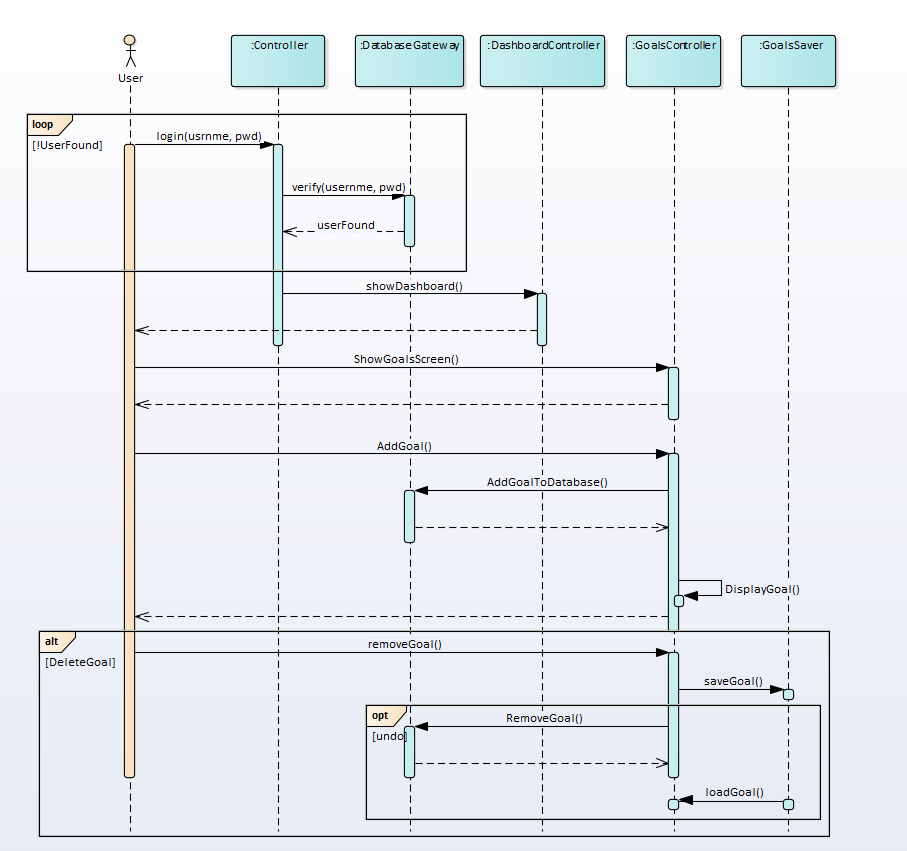 :Controller
:DatabaseGateway
:DashboardController
:GoalsController
:GoalsSaver
User
loop
[!UserFound]
login(usrnme, pwd)
verify(usernme, pwd)
userFound
showDashboard()
ShowGoalsScreen()
AddGoal()
AddGoalToDatabase()
DisplayGoal()
alt
[DeleteGoal]
removeGoal()
saveGoal()
opt
[undo]
RemoveGoal()
loadGoal()